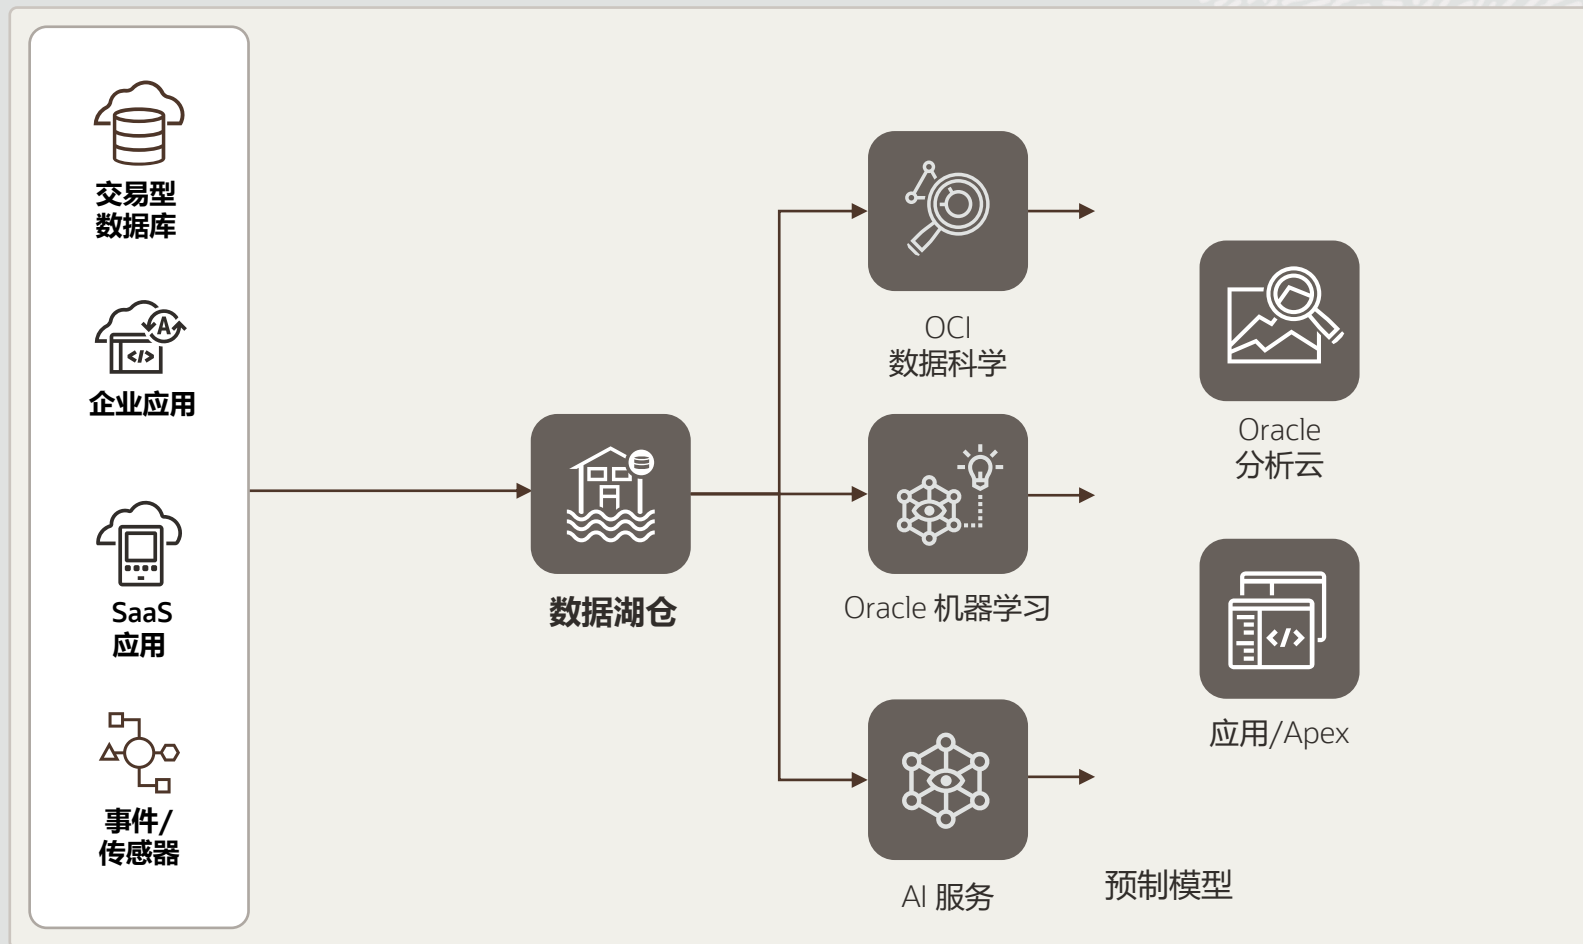 交易型
数据库
企业应用
SaaS
应用
事件/
传感器
数据湖仓
OCI
数据科学
Oracle 机器学习
AI 服务
预制模型
Oracle
分析云
应用/Apex